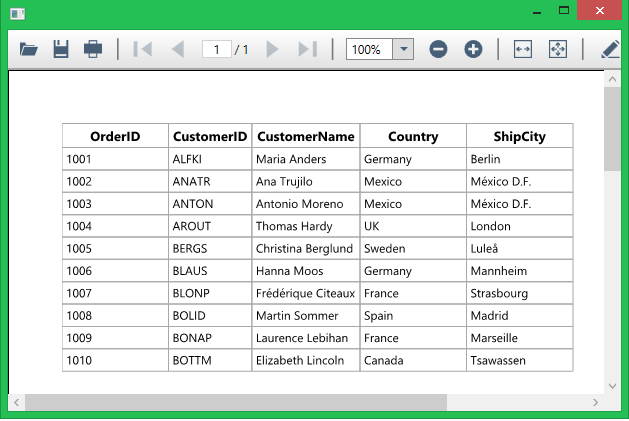 1 / 1 100%
OrderID CustomerID CustomerName Country ShipCity
1001 ALFKI Maria Anders Germany Berlin
1002 ANATR Ana Trujilo Mexico México D.F.
1003 ANTON Antonio Moreno Mexico México D.F.
1004 AROUT Thomas Hardy UK London
1005 BERGS Christina Berglund Sweden Luleå
1006 BLAUS Hanna Moos Germany Mannheim
1007 BLONP Frédérique Citeaux France Strasbourg
1008 BOLID Martin Sommer Spain Madrid
1009 BONAP Laurence Lebihan France Marseille
1010 BOTTM Elizabeth Lincoln Canada Tsawassen